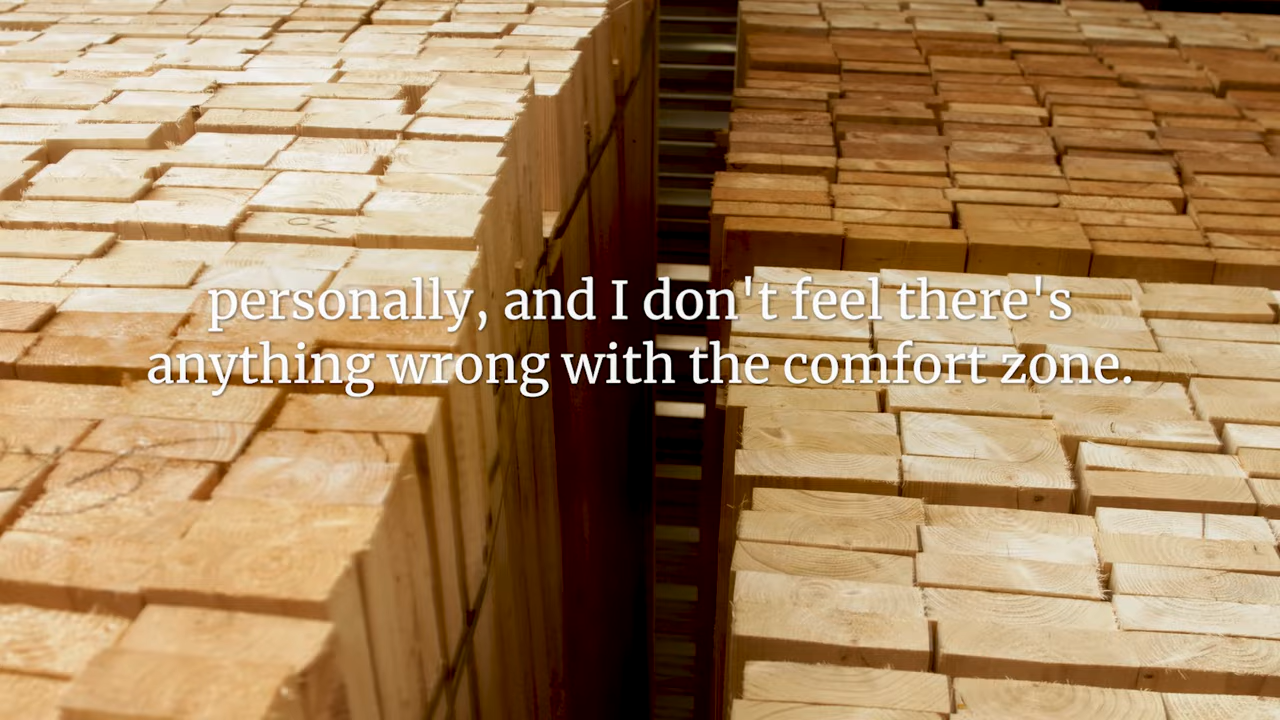 personally, and I don't feel there's
anything wrong with the comfort zone.